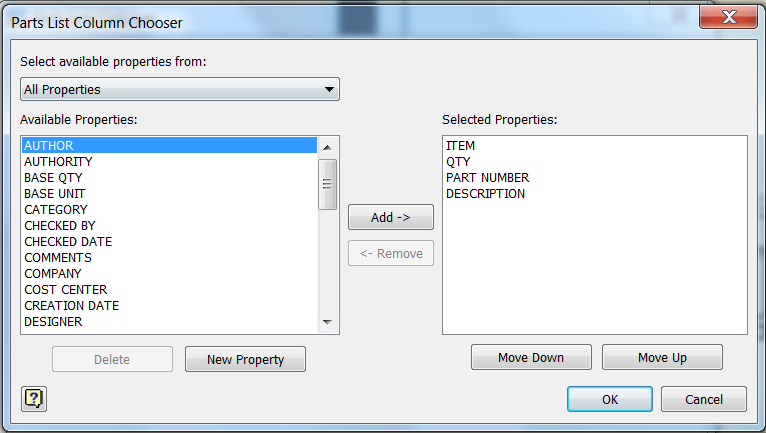 Parts List Column Chooser
Select available properties from:
All Properties
Available Properties:
AUTHOR
AUTHORITY
BASE QTY
BASE UNIT
CATEGORY
CHECKED BY
CHECKED DATE
COMMENTS
COMPANY
COST CENTER
CREATION DATE
DESIGNER
Add ->
<- Remove
Selected Properties:
ITEM
QTY
PART NUMBER
DESCRIPTION
Delete
New Property
Move Down
Move Up
OK
Cancel